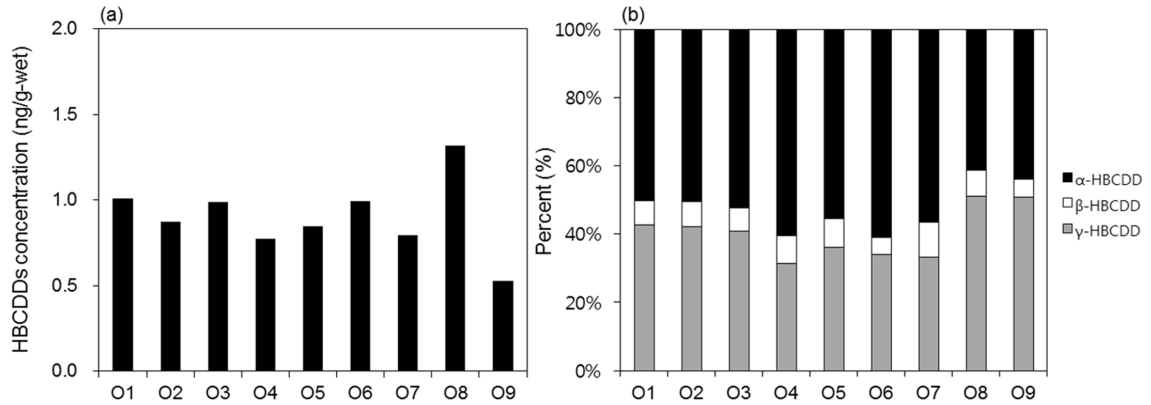 (a)
HBCDDs concentration (ng/g-wet)
2.0
1.5
1.0
0.5
0.0
O1 O2 O3 O4 O5 O6 O7 O8 O9
(b)
Percent (%)
100%
80%
60%
40%
20%
0%
O1 O2 O3 O4 O5 O6 O7 O8 O9
α-HBCDD
β-HBCDD
γ-HBCDD